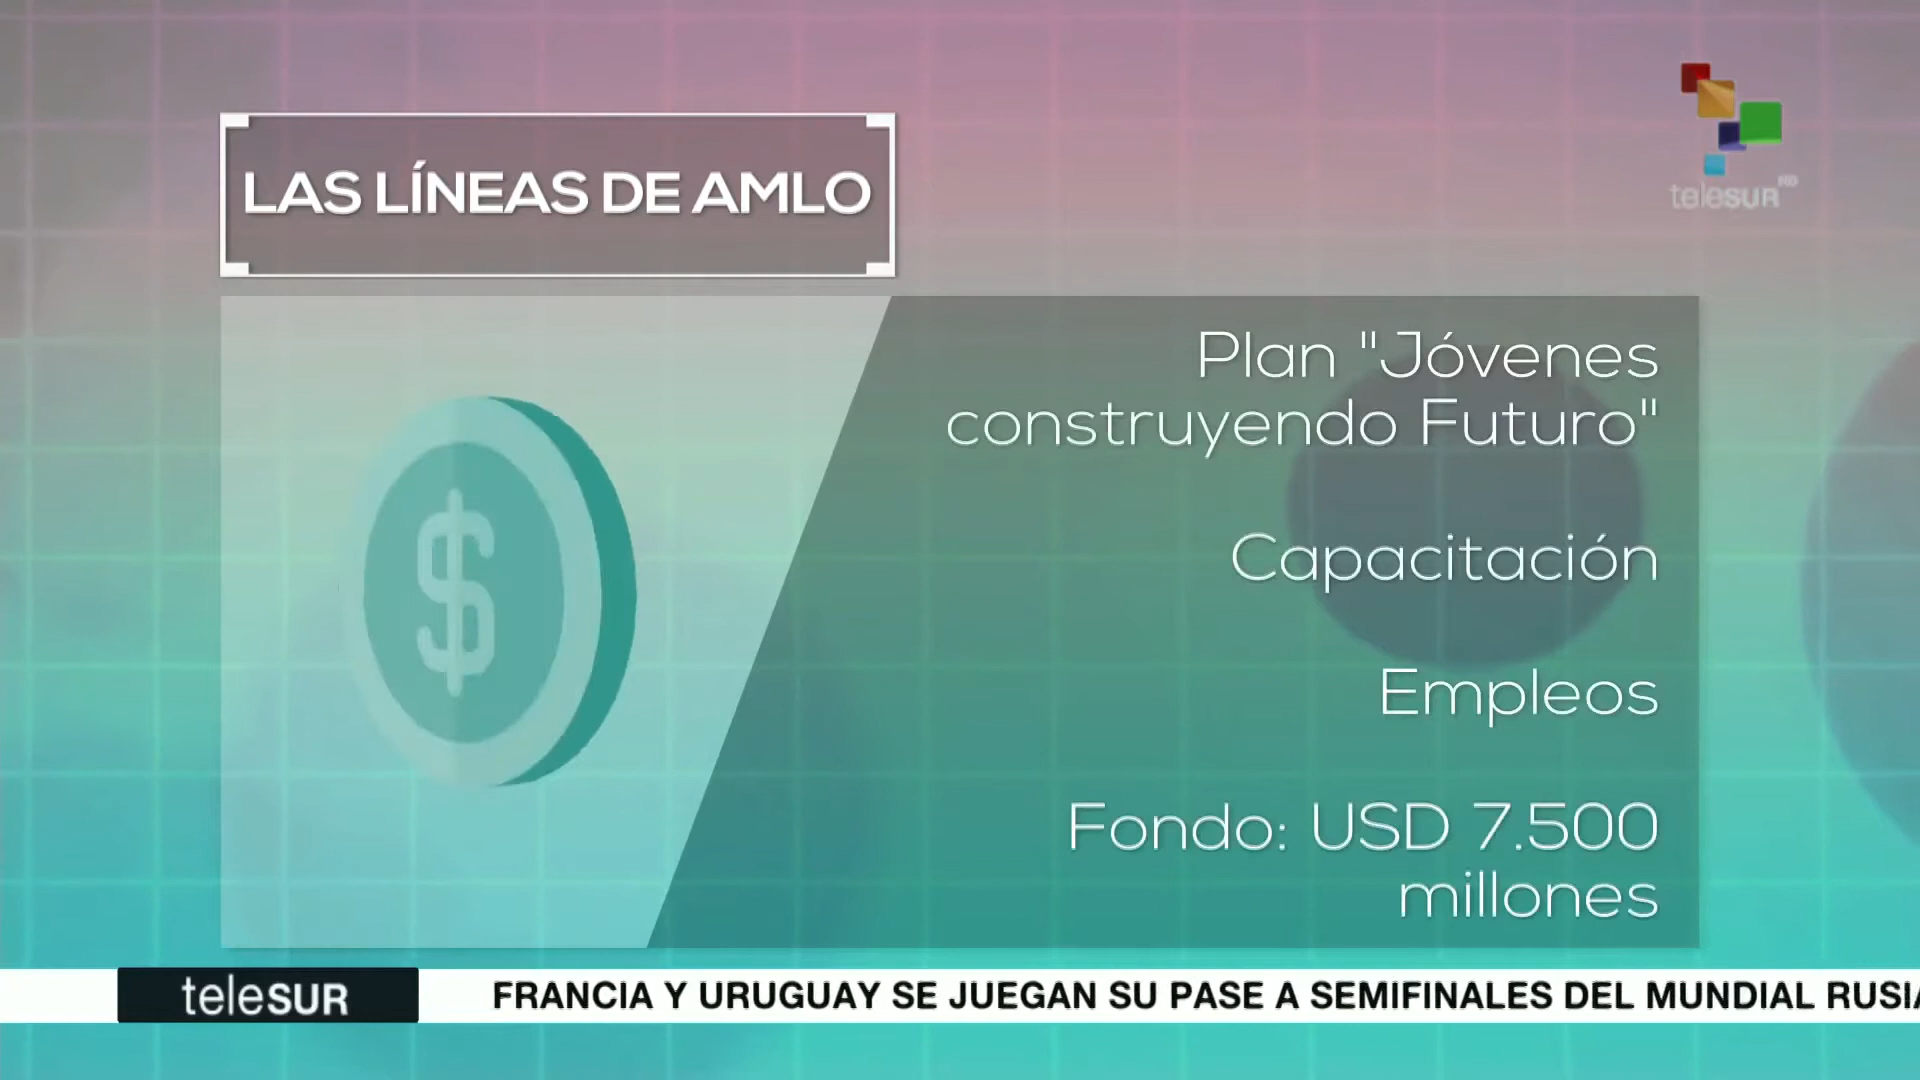 LAS LÍNEAS DE AMLO
teleSUR HD
Plan "Jóvenes
construyendo Futuro"
Capacitación
Empleos
Fondo: USD 7.500
millones
teleSUR
FRANCIA Y URUGUAY SE JUEGAN SU PASE A SEMIFINALES DEL MUNDIAL RUSIA